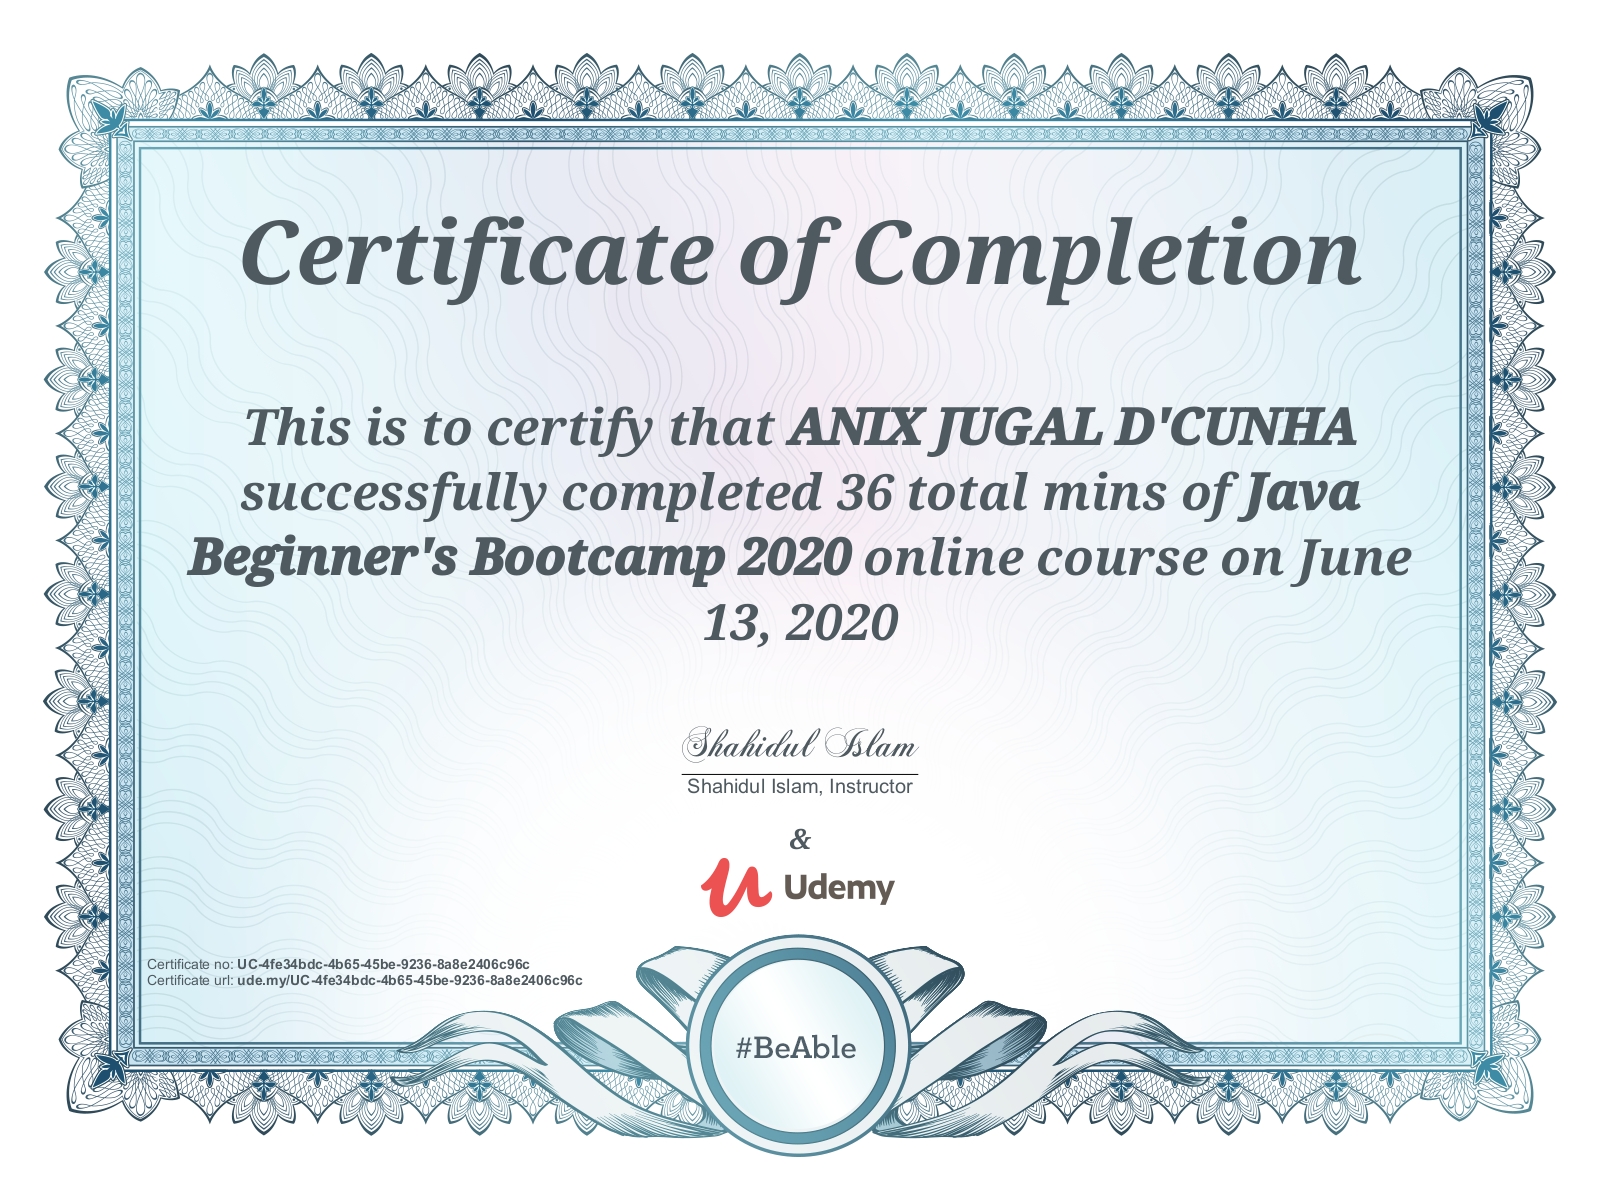 Certificate of Completion
This is to certify that ANIX JUGAL D'CUNHA
successfully completed 36 total mins of Java
Beginner's Bootcamp 2020 online course on June
13, 2020
Shahidul Islam
Shahidul Islam, Instructor
&
Udemy
Certificate no: UC-4fe34bdc-4b65-45be-9236-8a8e2406c96c
Certificate url: ude.my/UC-4fe34bdc-4b65-45be-9236-8a8e2406c96c
#BeAble